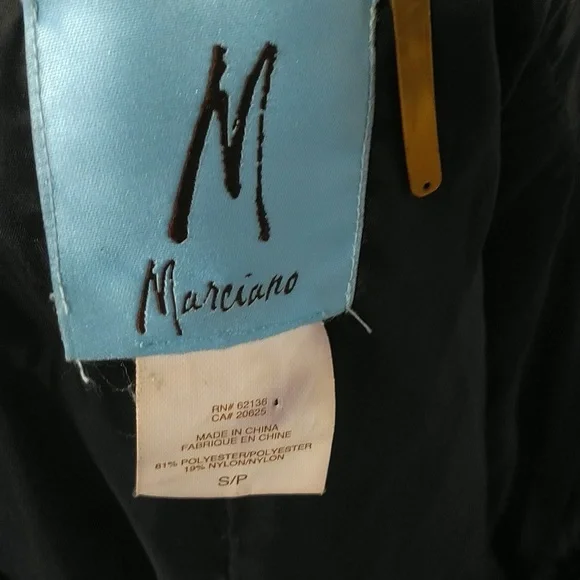 M
Marciano
RN# 62136
CA# 20625
MADE IN CHINA
FABRIQUE EN CHINE
81% POLYESTER/POLYESTER
19% NYLON/NYLON
S/P